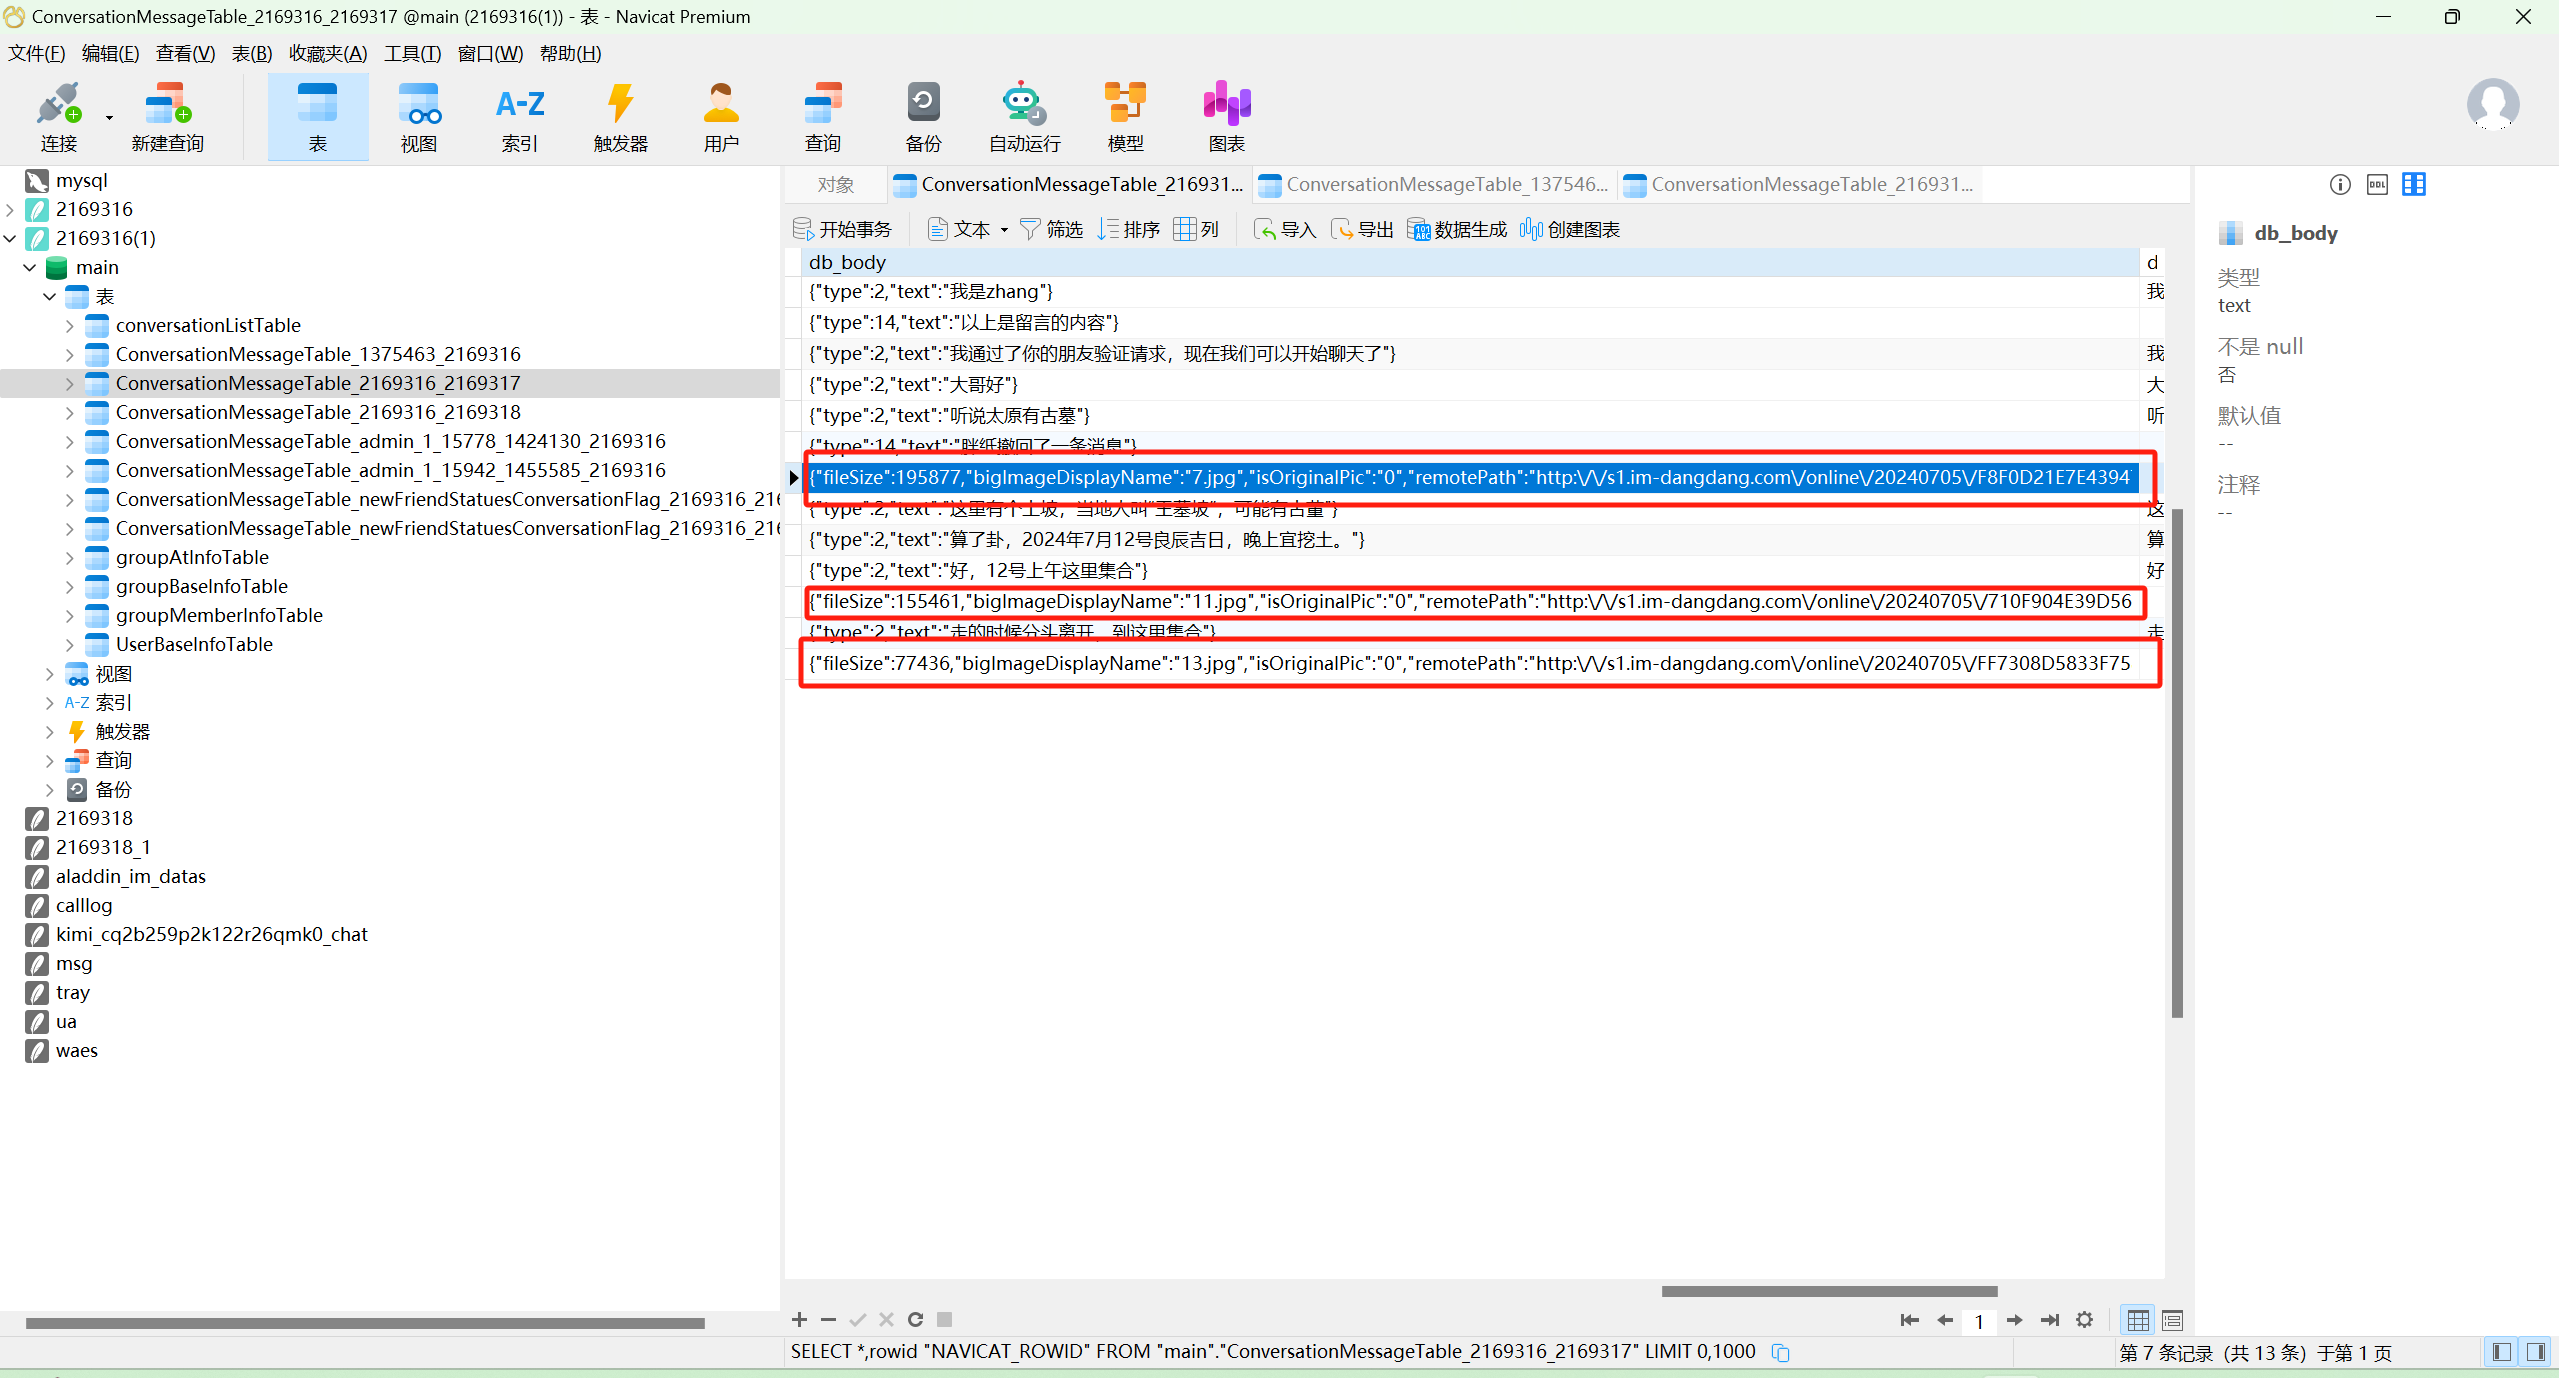 ConversationMessageTable_2169316_2169317 @main (2169316(1)) - 表 - Navicat Premium
文件(F) 编辑(E) 查看(V) 表(B) 收藏夹(A) 工具(T) 窗口(W) 帮助(H)
连接 新建查询 表 视图 A-Z 索引 触发器 用户 查询 备份 自动运行 模型 图表
mysql
2169316
2169316(1)
main
表
conversationListTable
ConversationMessageTable_1375463_2169316
ConversationMessageTable_2169316_2169317
ConversationMessageTable_2169316_2169318
ConversationMessageTable_admin_1_15778_1424130_2169316
ConversationMessageTable_admin_1_15942_1455585_2169316
ConversationMessageTable_newFriendStatuesConversationFlag_2169316_216
ConversationMessageTable_newFriendStatuesConversationFlag_2169316_216
groupAtInfoTable
groupBaseInfoTable
groupMemberInfoTable
UserBaseInfoTable
视图
A-Z 索引
触发器
查询
备份
2169318
2169318_1
aladdin_im_datas
calllog
kimi_cq2b259p2k122r26qmk0_chat
msg
tray
ua
waes
对象 ConversationMessageTable_216931... ConversationMessageTable_137546... ConversationMessageTable_216931...
开始事务 文本 筛选 排序 列 导入 导出 数据生成 创建图表
db_body d
{"type":2,"text":"我是zhang"} 我
{"type":14,"text":"以上是留言的内容"}
{"type":2,"text":"我通过了你的朋友验证请求，现在我们可以开始聊天了"} 我
{"type":2,"text":"大哥好"} 大
{"type":2,"text":"听说太原有古墓"} 听
{"type":14,"text":"胖纸撤回了一条消息"}
{"fileSize":195877,"bigImageDisplayName":"7.jpg","isOriginalPic":"0","remotePath":"http:\/\/s1.im-dangdang.com\/online\/20240705\/F8F0D21E7E4394
{"type":2,"text":"这里有个土坡，当地人叫“王墓坡”，可能有古董"} 这
{"type":2,"text":"算了卦，2024年7月12号良辰吉日，晚上宜挖土。"} 算
{"type":2,"text":"好，12号上午这里集合"} 好
{"fileSize":155461,"bigImageDisplayName":"11.jpg","isOriginalPic":"0","remotePath":"http:\/\/s1.im-dangdang.com\/online\/20240705\/710F904E39D56
{"type":2,"text":"走的时候分头离开，到这里集合"} 走
{"fileSize":77436,"bigImageDisplayName":"13.jpg","isOriginalPic":"0","remotePath":"http:\/\/s1.im-dangdang.com\/online\/20240705\/FF7308D5833F75
1
SELECT *,rowid "NAVICAT_ROWID" FROM "main"."ConversationMessageTable_2169316_2169317" LIMIT 0,1000
第 7 条记录 (共 13 条) 于第 1 页
DDL
db_body
类型
text
不是 null
否
默认值
--
注释
--